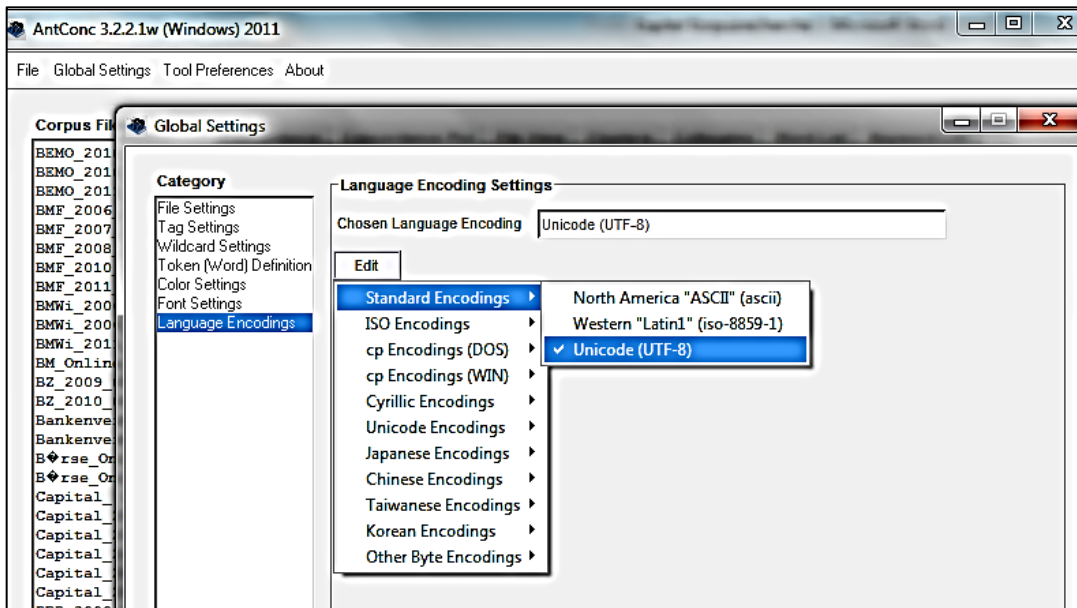 AntConc 3.2.2.1w (Windows) 2011
File Global Settings Tool Preferences About
Corpus Fil
BEMO_201
BEMO_201
BEMO_201
BMF_2006
BMF_2007
BMF_2008
BMF_2010
BMF_2011
BMWi_200
BMWi_200
BMWi_201
BM_Online
BZ_2009
BZ_2010
Bankenve
Bankenve
B�rse_On
B�rse_On
Capital_
Capital_
Capital_
Capital_
Capital_
Capital_
Global Settings
Category
File Settings
Tag Settings
Wildcard Settings
Token (Word) Definition
Color Settings
Font Settings
Language Encodings
Language Encoding Settings
Chosen Language Encoding Unicode (UTF-8)
Edit
Standard Encodings
ISO Encodings
cp Encodings (DOS)
cp Encodings (WIN)
Cyrillic Encodings
Unicode Encodings
Japanese Encodings
Chinese Encodings
Taiwanese Encodings
Korean Encodings
Other Byte Encodings
North America "ASCII" (ascii)
Western "Latin1" (iso-8859-1)
Unicode (UTF-8)